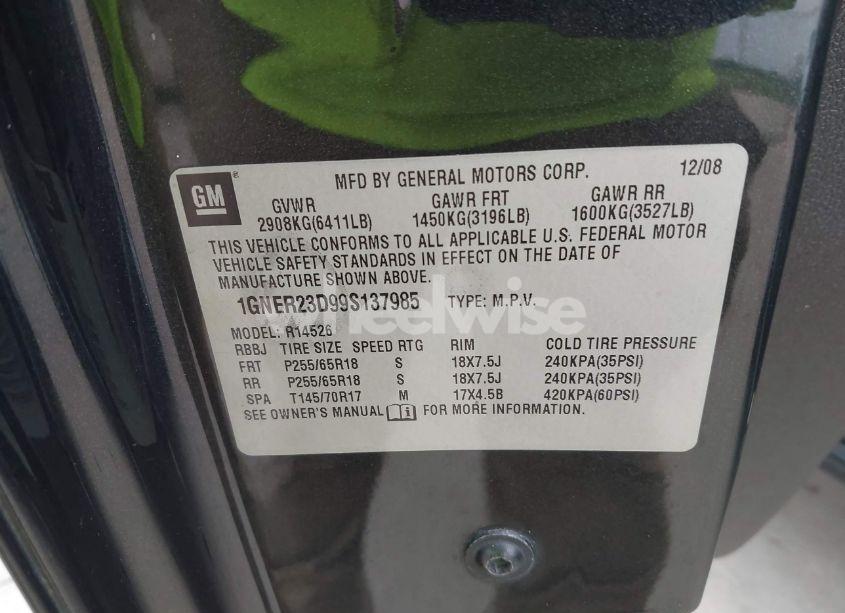 GM ®
MFD BY GENERAL MOTORS CORP. 12/08
GVWR GAWR FRT GAWR RR
2908KG(6411LB) 1450KG(3196LB) 1600KG(3527LB)
THIS VEHICLE CONFORMS TO ALL APPLICABLE U.S. FEDERAL MOTOR
VEHICLE SAFETY STANDARDS IN EFFECT ON THE DATE OF
MANUFACTURE SHOWN ABOVE.
1GNER23D99S137985 TYPE: M.P.V.
wheelwise
MODEL: R14526
RBBJ TIRE SIZE SPEED RTG RIM COLD TIRE PRESSURE
FRT P255/65R18 S 18X7.5J 240KPA(35PSI)
RR P255/65R18 S 18X7.5J 240KPA(35PSI)
SPA T145/70R17 M 17X4.5B 420KPA(60PSI)
SEE OWNER'S MANUAL FOR MORE INFORMATION.